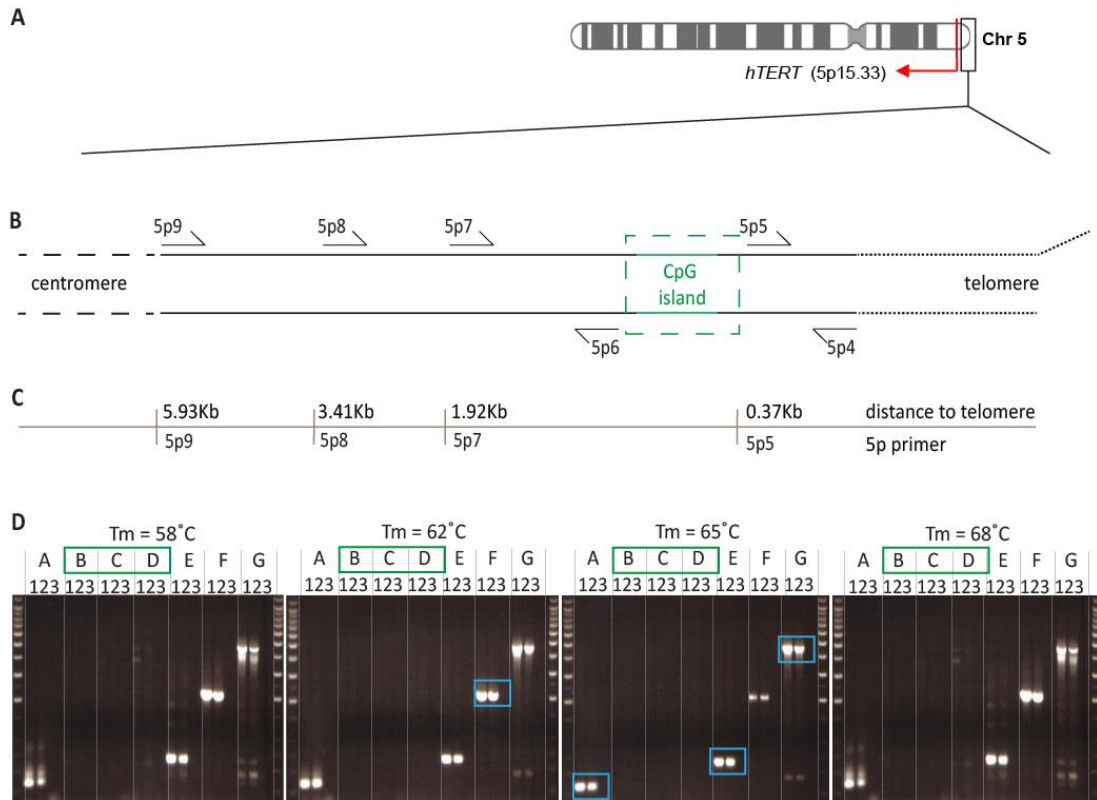 A
Chr 5
hTERT (5p15.33)
B
5p9
5p8
5p7
5p5
centromere
CpG
island
telomere
5p6
5p4
C
5.93Kb
3.41Kb
1.92Kb
0.37Kb
distance to telomere
5p9
5p8
5p7
5p5
5p primer
D
Tm = 58˚C
Tm = 62˚C
Tm = 65˚C
Tm = 68˚C
A B C D E F G
A B C D E F G
A B C D E F G
A B C D E F G
123 123 123 123 123 123 123
123 123 123 123 123 123 123
123 123 123 123 123 123 123
123 123 123 123 123 123 123